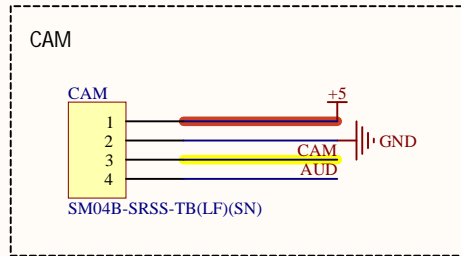 CAM
CAM
+5
1
2
GND
CAM
3
AUD
4
SM04B-SRSS-TB(LF)(SN)